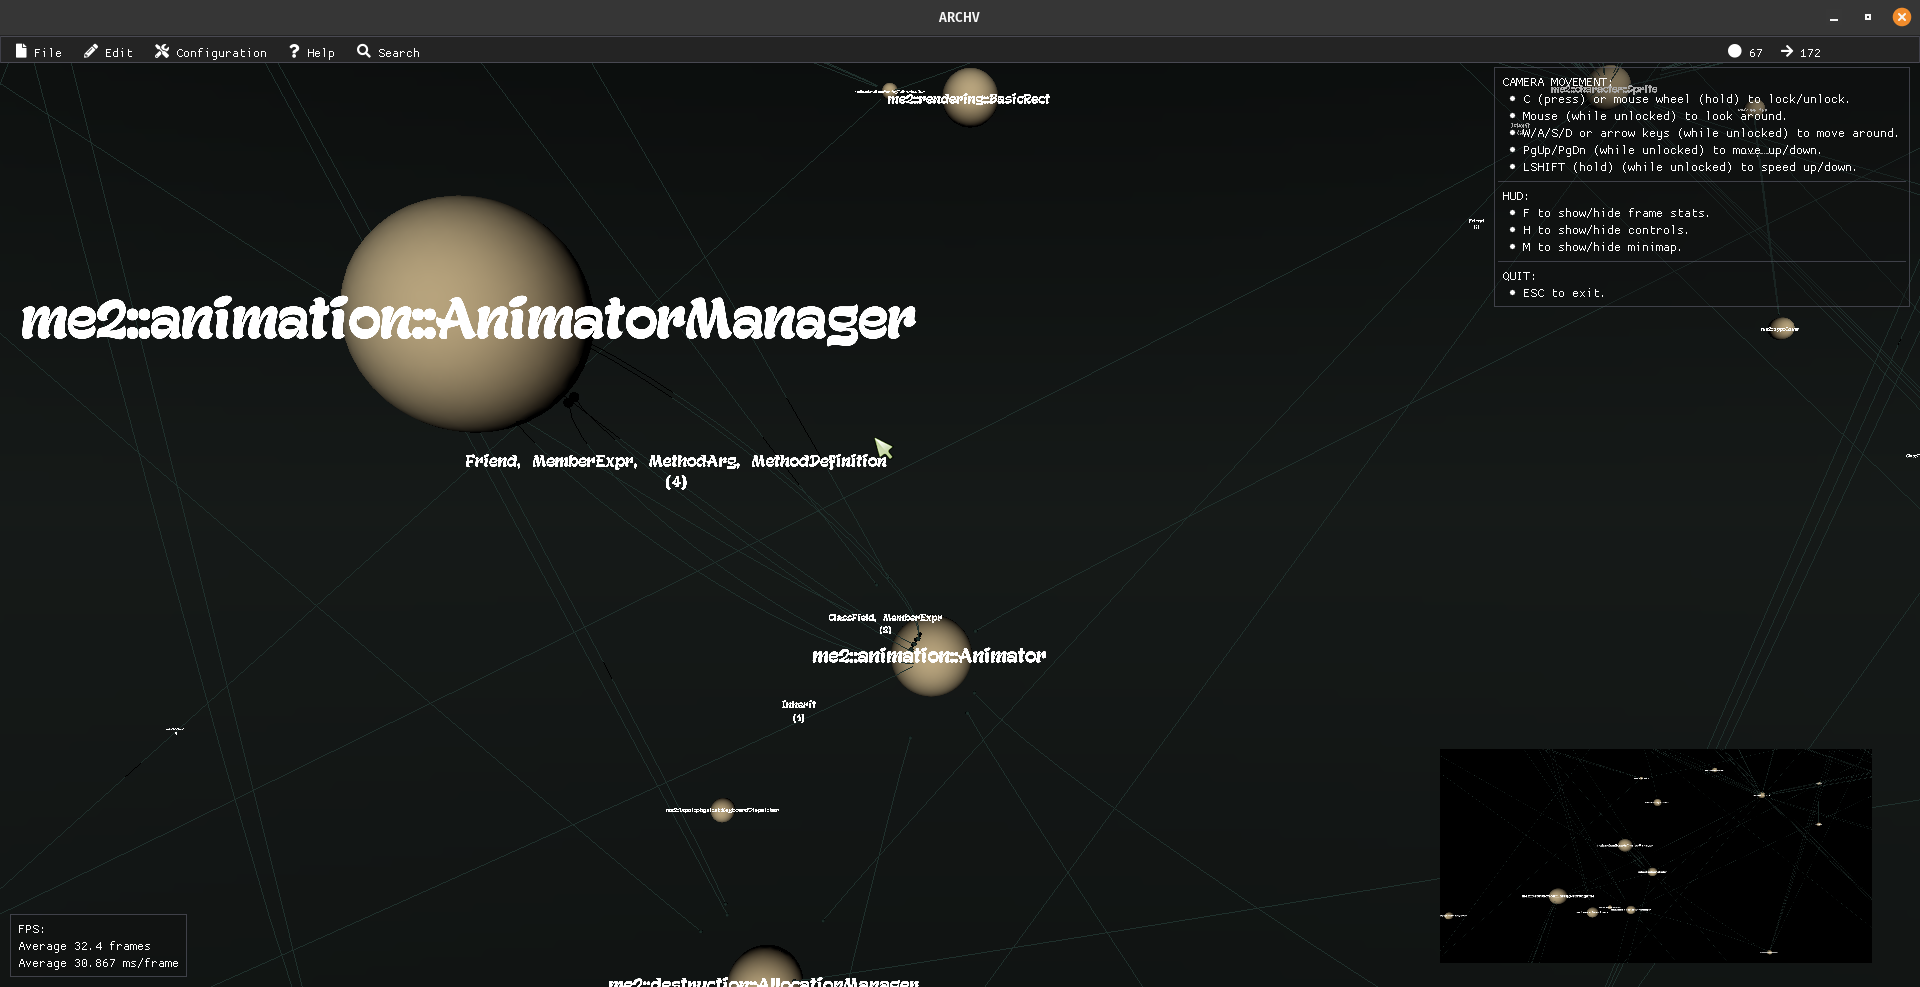 ARCHV
File Edit Configuration Help Search 67 172
me2::rendering::BasicRect
me2::character::Sprite
CAMERA MOVEMENT:
C (press) or mouse wheel (hold) to lock/unlock.
Mouse (while unlocked) to look around.
W/A/S/D or arrow keys (while unlocked) to move around.
PgUp/PgDn (while unlocked) to move up/down.
LSHIFT (hold) (while unlocked) to speed up/down.
HUD:
F to show/hide frame stats.
H to show/hide controls.
M to show/hide minimap.
QUIT:
ESC to exit.
me2::animation::AnimatorManager
Friend, MemberExpr, MethodArg, MethodDefinition
(4)
ClassField, MemberExpr
(2)
me2::animation::Animator
Inherit
(1)
me2::destruction::AllocationManager
FPS:
Average 32.4 frames
Average 30.867 ms/frame